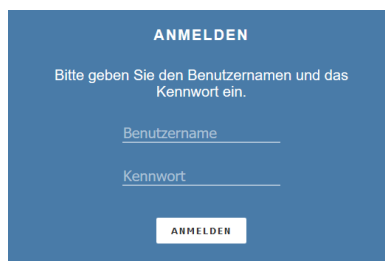 ANMELDEN
Bitte geben Sie den Benutzernamen und das
Kennwort ein.
Benutzername
Kennwort
ANMELDEN